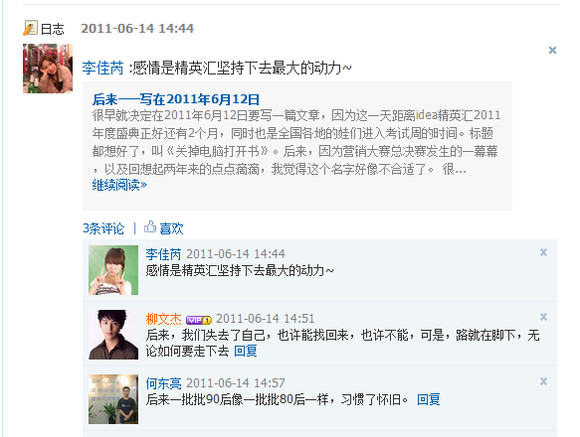 日志 2011-06-14 14:44
李佳芮 :感情是精英汇坚持下去最大的动力~
后来——写在2011年6月12日
很早就决定在2011年6月12日要写一篇文章，因为这一天距离idea精英汇2011
年度盛典正好还有2个月，同时也是全国各地的娃们进入考试周的时间。标题
都想好了，叫《关掉电脑打开书》。后来，因为营销大赛总决赛发生的一幕幕
，以及回想起两年来的点点滴滴，我觉得这个名字好像不合适了。 很...
继续阅读»
3条评论 | 喜欢
李佳芮 2011-06-14 14:44
感情是精英汇坚持下去最大的动力~
柳文杰 VIP 1 2011-06-14 14:51
后来，我们失去了自己，也许能找回来，也许不能，可是，路就在脚下，无
论如何要走下去 回复
何东亮 2011-06-14 14:57
后来一批批90后像一批批80后一样，习惯了怀旧。 回复